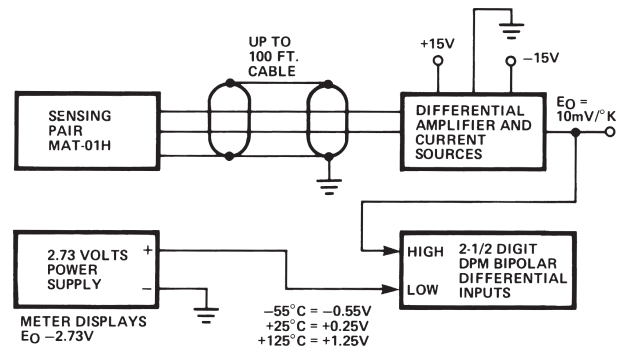 UP TO
100 FT.
CABLE
+15V
−15V
SENSING
PAIR
MAT-01H
DIFFERENTIAL
AMPLIFIER AND
CURRENT
SOURCES
EO =
10mV/°K
2.73 VOLTS
POWER
SUPPLY
+
−
HIGH
LOW
2-1/2 DIGIT
DPM BIPOLAR
DIFFERENTIAL
INPUTS
METER DISPLAYS
EO −2.73V
−55°C = −0.55V
+25°C = +0.25V
+125°C = +1.25V